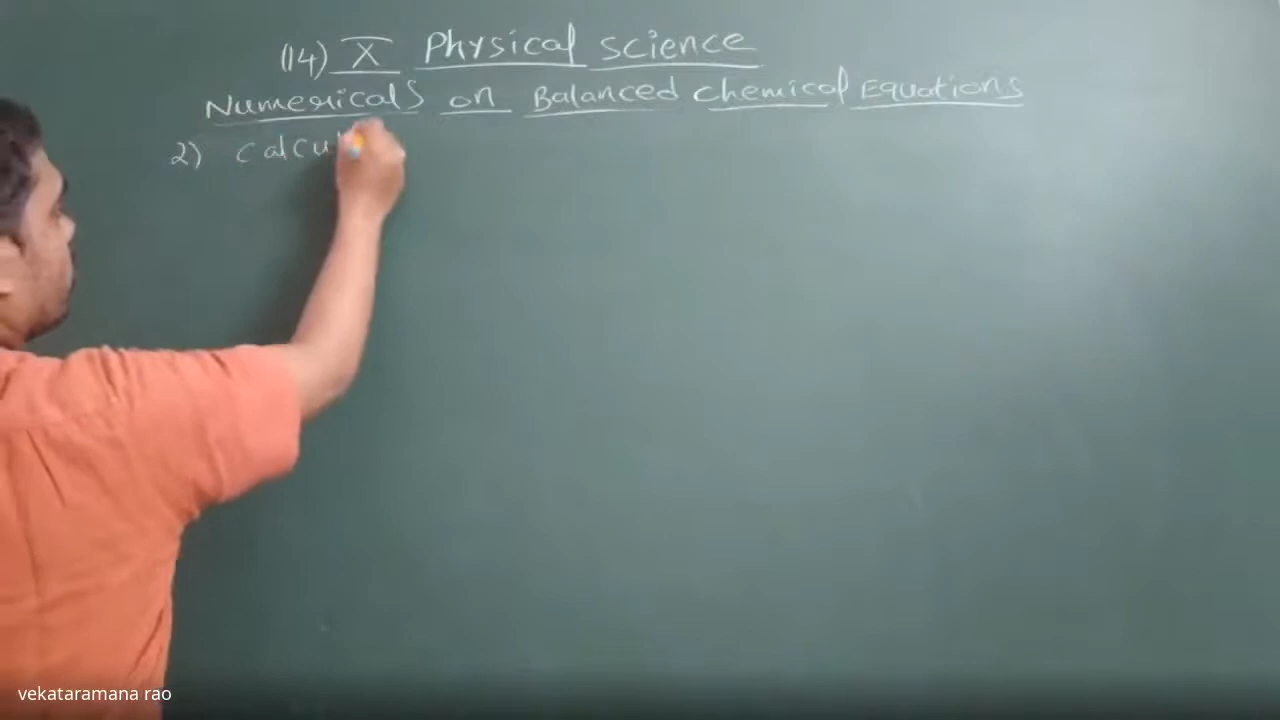 (14) X Physical science
Numericals on Balanced chemical Equations
2) calcu
vekataramana rao